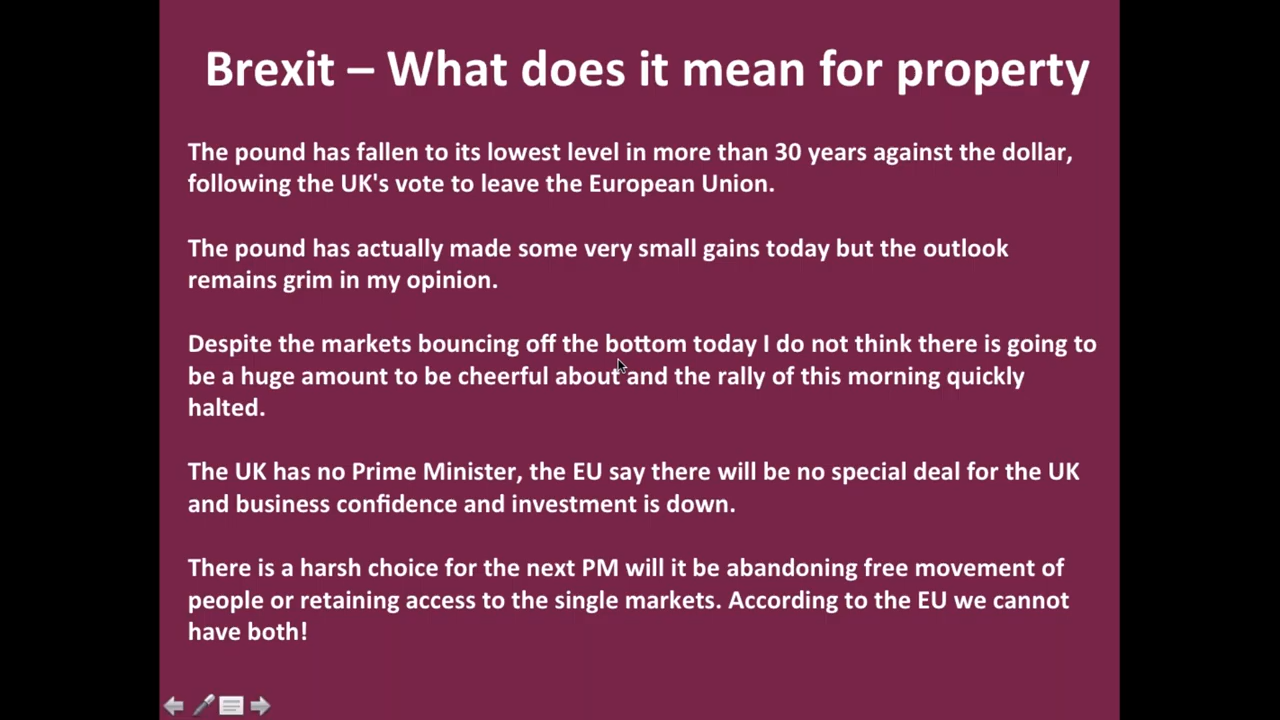 Brexit – What does it mean for property
The pound has fallen to its lowest level in more than 30 years against the dollar,
following the UK's vote to leave the European Union.
The pound has actually made some very small gains today but the outlook
remains grim in my opinion.
Despite the markets bouncing off the bottom today I do not think there is going to
be a huge amount to be cheerful about and the rally of this morning quickly
halted.
The UK has no Prime Minister, the EU say there will be no special deal for the UK
and business confidence and investment is down.
There is a harsh choice for the next PM will it be abandoning free movement of
people or retaining access to the single markets. According to the EU we cannot
have both!